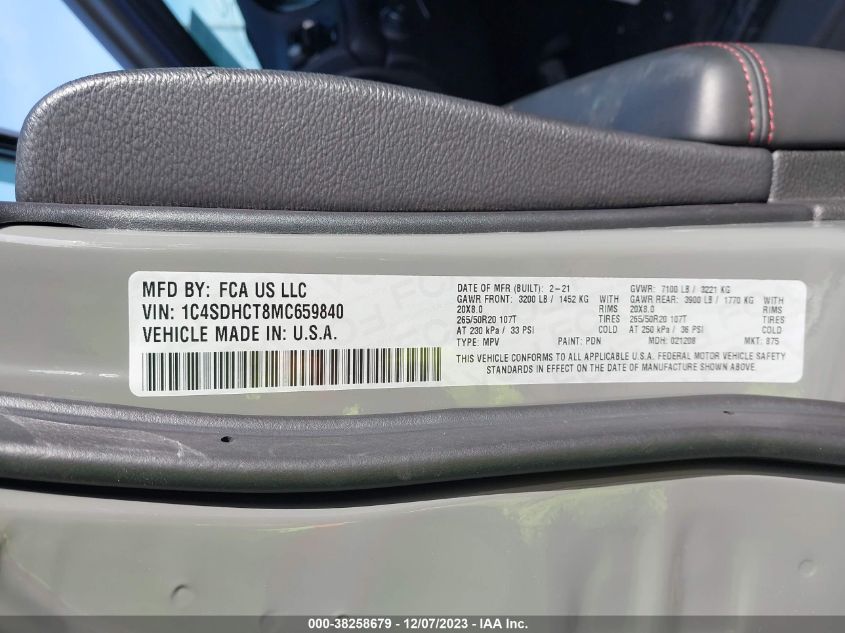 MFD BY: FCA US LLC
VIN: 1C4SDHCT8MC659840
VEHICLE MADE IN: U.S.A.
DATE OF MFR (BUILT): 2-21 GVWR: 7100 LB / 3221 KG
GAWR FRONT: 3200 LB / 1452 KG WITH GAWR REAR: 3900 LB / 1770 KG WITH
20X8.0 RIMS 20X8.0 RIMS
265/50R20 107T TIRES 265/50R20 107T TIRES
AT 230 kPa / 33 PSI COLD AT 250 kPa / 36 PSI COLD
TYPE: MPV PAINT: PDN MDH: 021208 MKT: 875
THIS VEHICLE CONFORMS TO ALL APPLICABLE U.S.A. FEDERAL MOTOR VEHICLE SAFETY
STANDARDS IN EFFECT ON THE DATE OF MANUFACTURE SHOWN ABOVE.
000-38258679 - 12/07/2023 - IAA Inc.